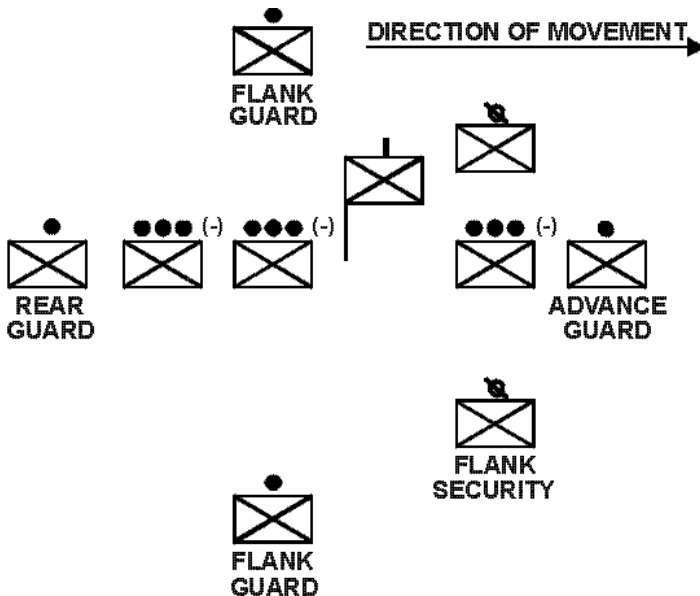 DIRECTION OF MOVEMENT
FLANK
GUARD
(-)
(-)
(-)
REAR
GUARD
ADVANCE
GUARD
FLANK
SECURITY
FLANK
GUARD